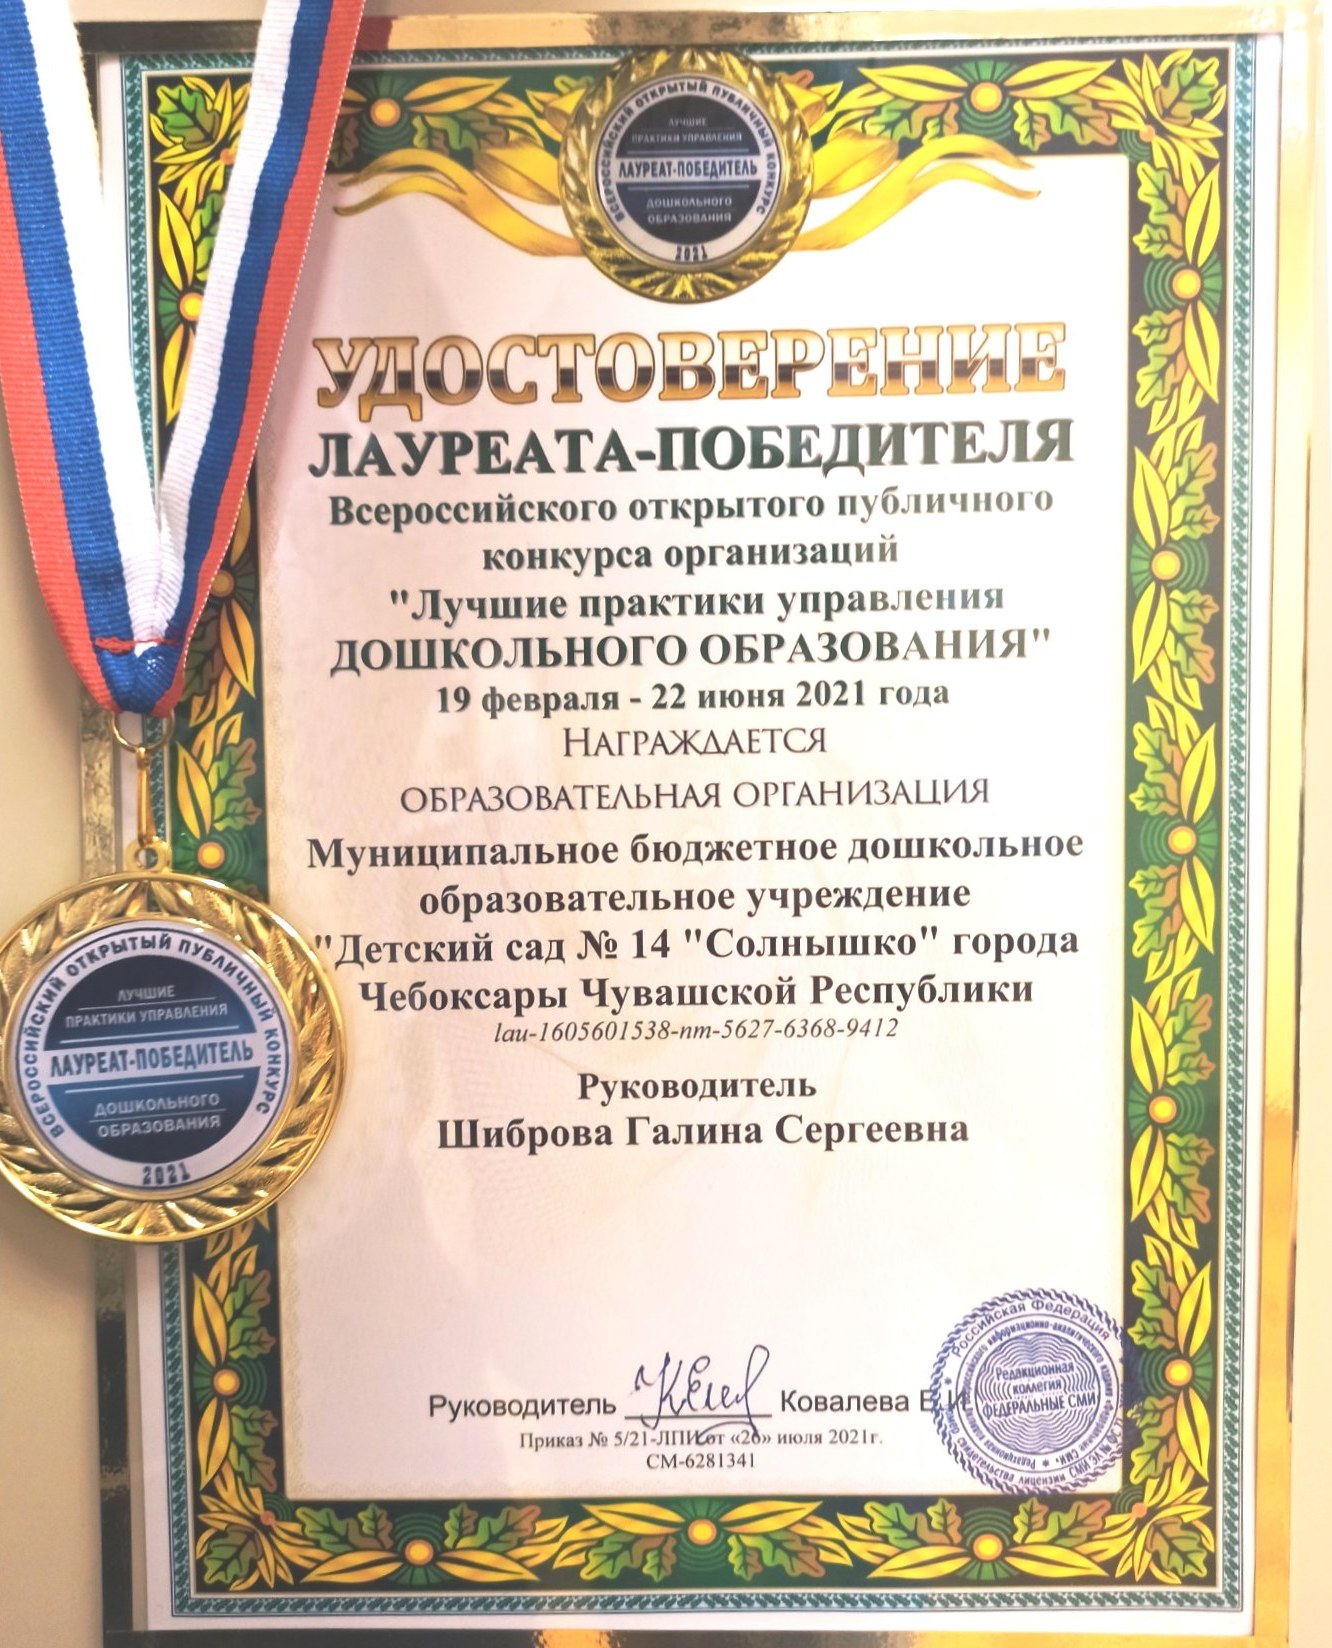 ВСЕРОССИЙСКИЙ ОТКРЫТЫЙ ПУБЛИЧНЫЙ КОНКУРС
ЛУЧШИЕ
ПРАКТИКИ УПРАВЛЕНИЯ
ЛАУРЕАТ-ПОБЕДИТЕЛЬ
ДОШКОЛЬНОГО
ОБРАЗОВАНИЯ
2021
УДОСТОВЕРЕНИЕ
ЛАУРЕАТА-ПОБЕДИТЕЛЯ
Всероссийского открытого публичного
конкурса организаций
"Лучшие практики управления
ДОШКОЛЬНОГО ОБРАЗОВАНИЯ"
19 февраля - 22 июня 2021 года
НАГРАЖДАЕТСЯ
ОБРАЗОВАТЕЛЬНАЯ ОРГАНИЗАЦИЯ
Муниципальное бюджетное дошкольное
образовательное учреждение
"Детский сад № 14 "Солнышко" города
Чебоксары Чувашской Республики
lau-1605601538-nm-5627-6368-9412
Руководитель
Шиброва Галина Сергеевна
ВСЕРОССИЙСКИЙ ОТКРЫТЫЙ ПУБЛИЧНЫЙ КОНКУРС
ЛУЧШИЕ
ПРАКТИКИ УПРАВЛЕНИЯ
ЛАУРЕАТ-ПОБЕДИТЕЛЬ
ДОШКОЛЬНОГО
ОБРАЗОВАНИЯ
2021
Руководитель Ковалева Е.И
Приказ № 5/21-ЛПИ от «26» июля 2021г.
СМ-6281341
Российская Федерация
Редакционная
коллегия
ФЕДЕРАЛЬНЫЕ СМИ